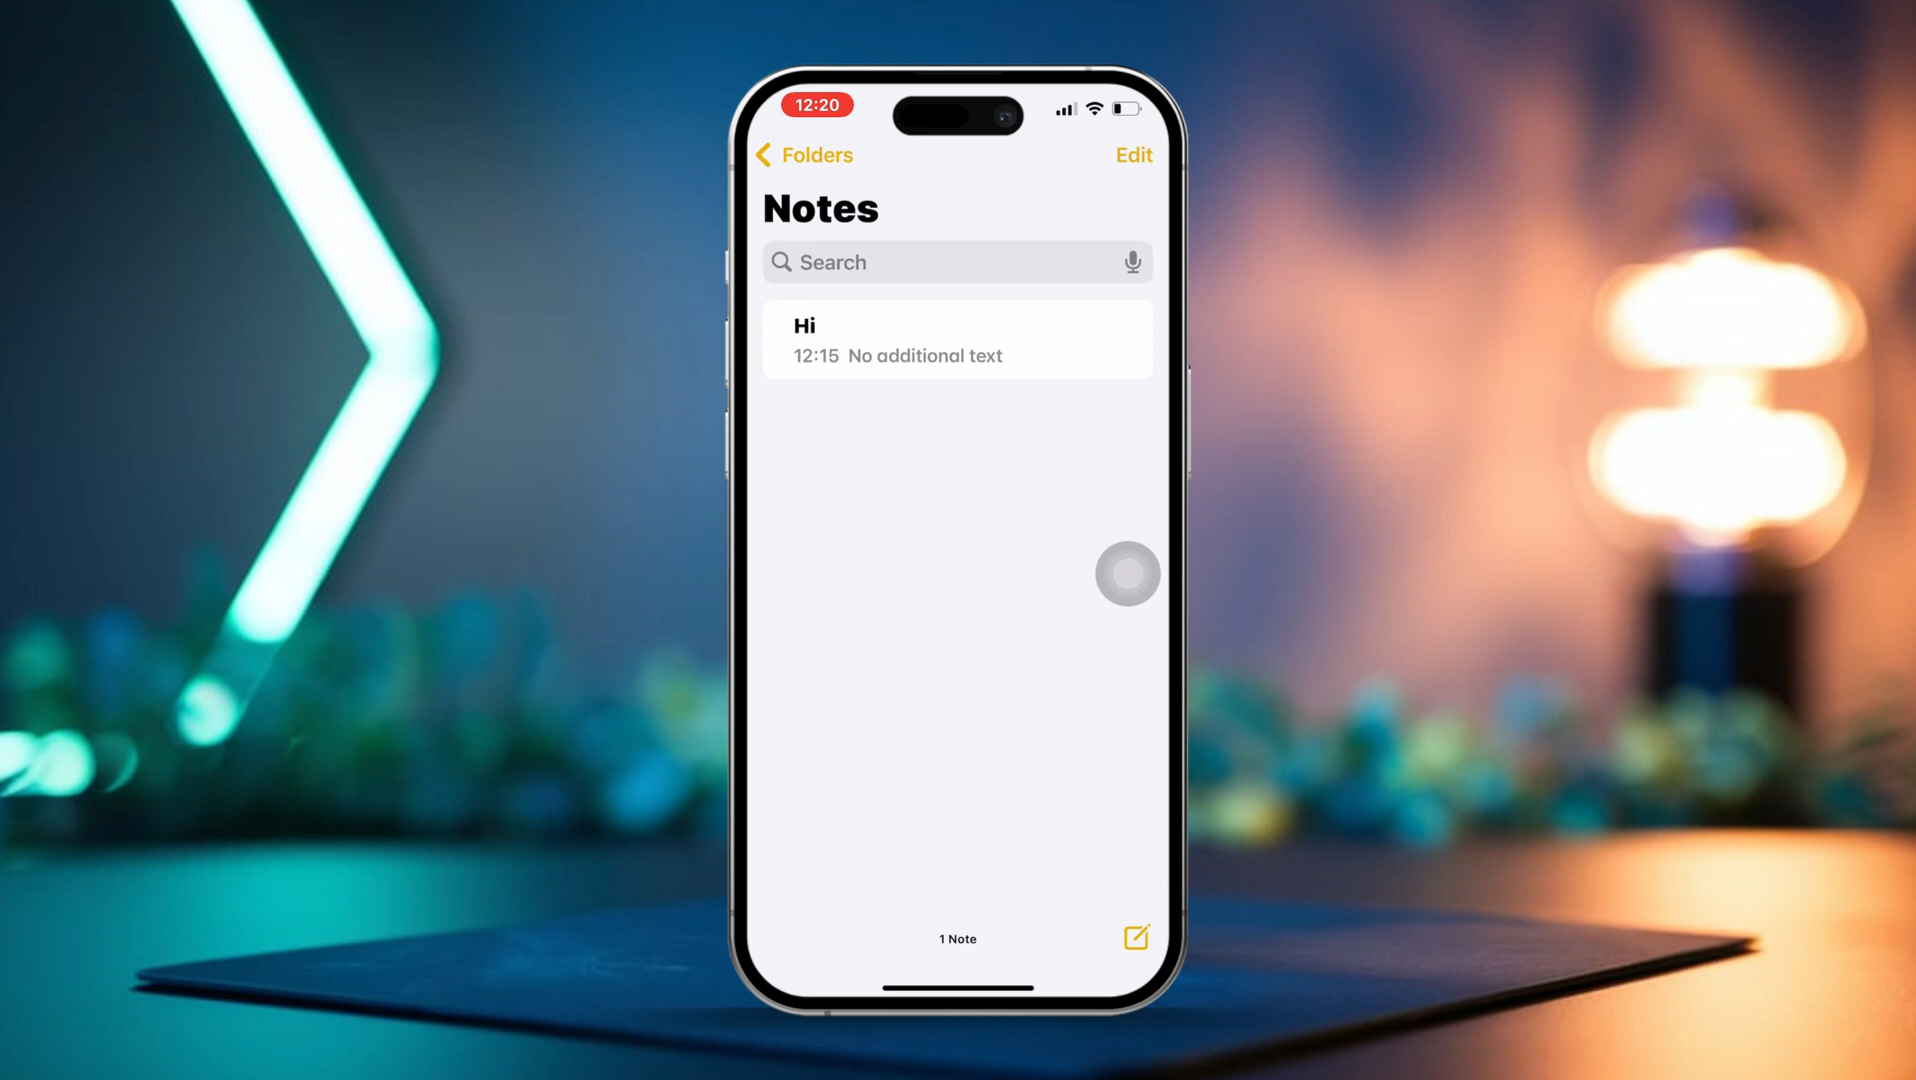 12:20
Folders
Edit
Notes
Search
Hi
12:15 No additional text
1 Note